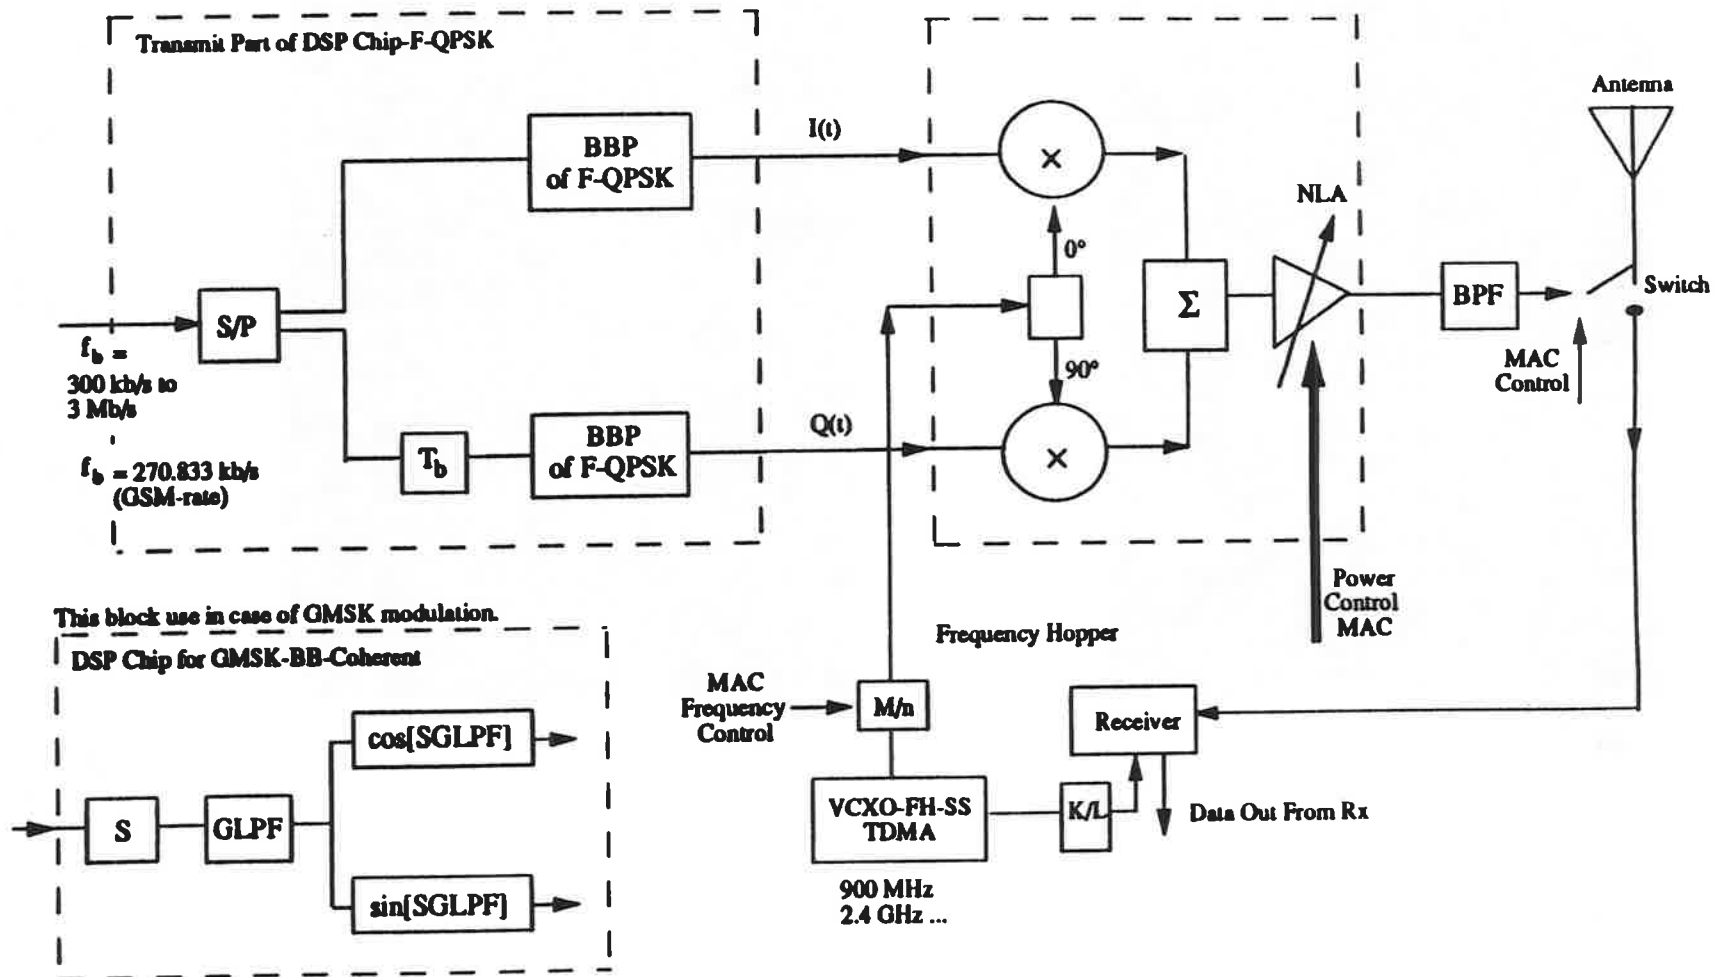 Transmit Part of DSP Chip-F-QPSK
BBP
of F-QPSK
I(t)
×
0°
NLA
Antenna
S/P
f_b =
300 kb/s to
3 Mb/s
f_b = 270.833 kb/s
(GSM-rate)
T_b
BBP
of F-QPSK
Q(t)
90°
×
Σ
BPF
Switch
MAC
Control
Power
Control
MAC
This block use in case of GMSK modulation.
DSP Chip for GMSK-BB-Coherent
S
GLPF
cos[SGLPF]
sin[SGLPF]
Frequency Hopper
MAC
Frequency
Control
M/n
Receiver
VCXO-FH-SS
TDMA
K/L
Data Out From Rx
900 MHz
2.4 GHz ...